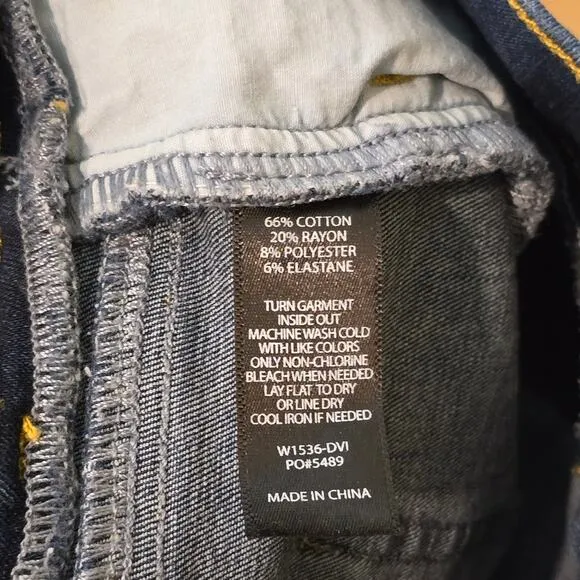 66% COTTON
20% RAYON
8% POLYESTER
6% ELASTANE
TURN GARMENT
INSIDE OUT
MACHINE WASH COLD
WITH LIKE COLORS
ONLY NON-CHLORINE
BLEACH WHEN NEEDED
LAY FLAT TO DRY
OR LINE DRY
COOL IRON IF NEEDED
W1536-DVI
PO#5489
MADE IN CHINA